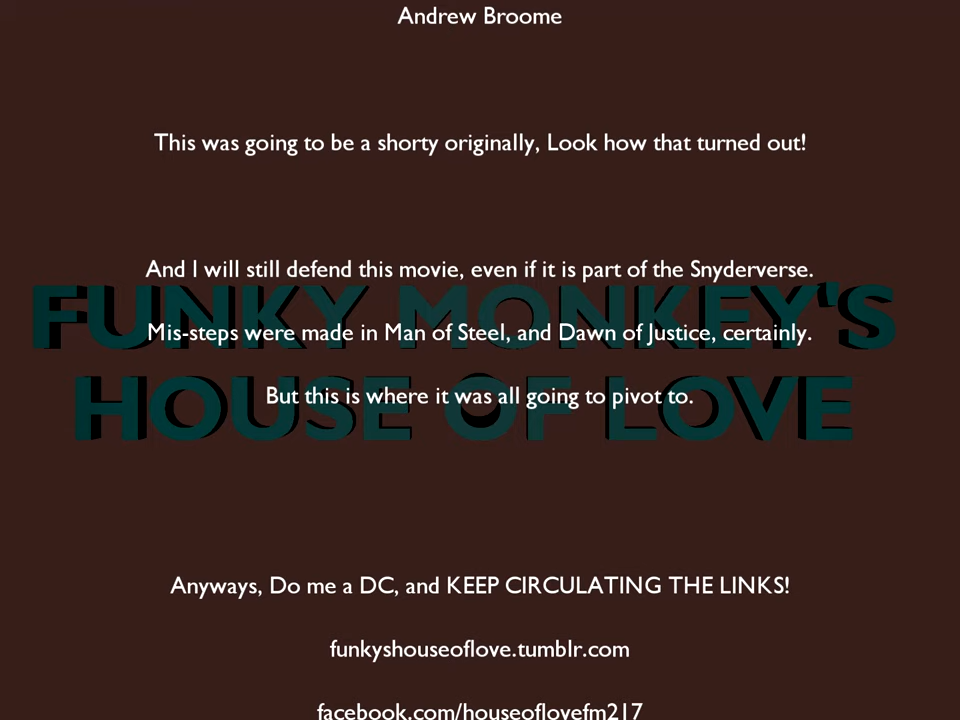 Andrew Broome
This was going to be a shorty originally, Look how that turned out!
And I will still defend this movie, even if it is part of the Snyderverse.
FUNKY MONKEY'S
Mis-steps were made in Man of Steel, and Dawn of Justice, certainly.
HOUSE OF LOVE
But this is where it was all going to pivot to.
Anyways, Do me a DC, and KEEP CIRCULATING THE LINKS!
funkyshouseoflove.tumblr.com
facebook.com/houseoflovefm217